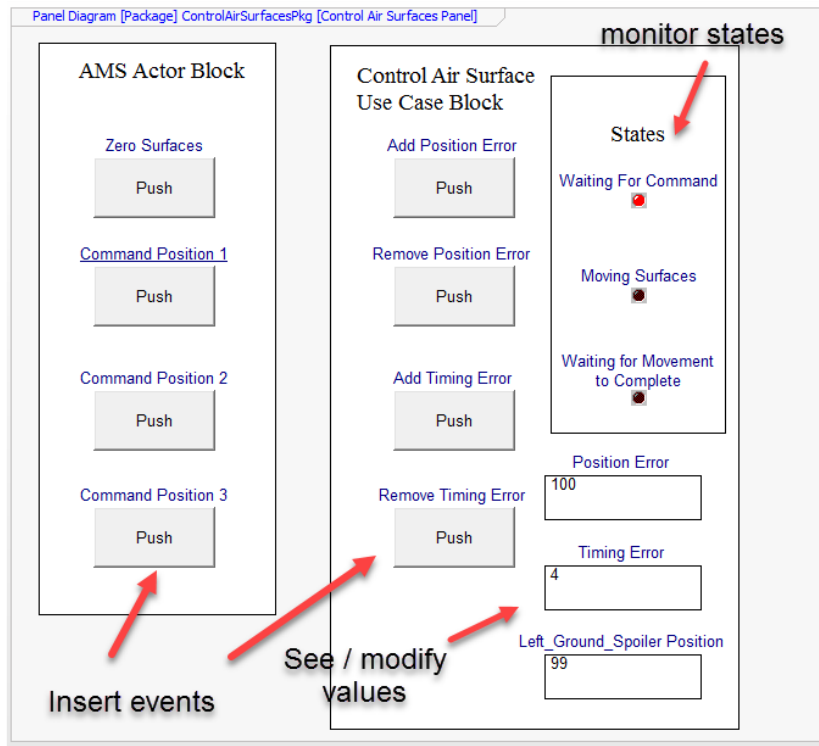 Panel Diagram [Package] ControlAirSurfacesPkg [Control Air Surfaces Panel]
monitor states
AMS Actor Block
Zero Surfaces
Push
Command Position 1
Push
Command Position 2
Push
Command Position 3
Push
Insert events
Control Air Surface
Use Case Block
Add Position Error
Push
Remove Position Error
Push
Add Timing Error
Push
Remove Timing Error
Push
See / modify
values
States
Waiting For Command
Moving Surfaces
Waiting for Movement
to Complete
Position Error
100
Timing Error
4
Left_Ground_Spoiler Position
99